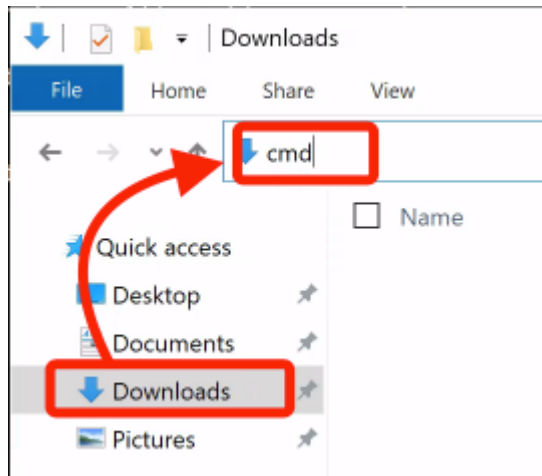 Downloads
File Home Share View
cmd
Name
Quick access
Desktop
Documents
Downloads
Pictures